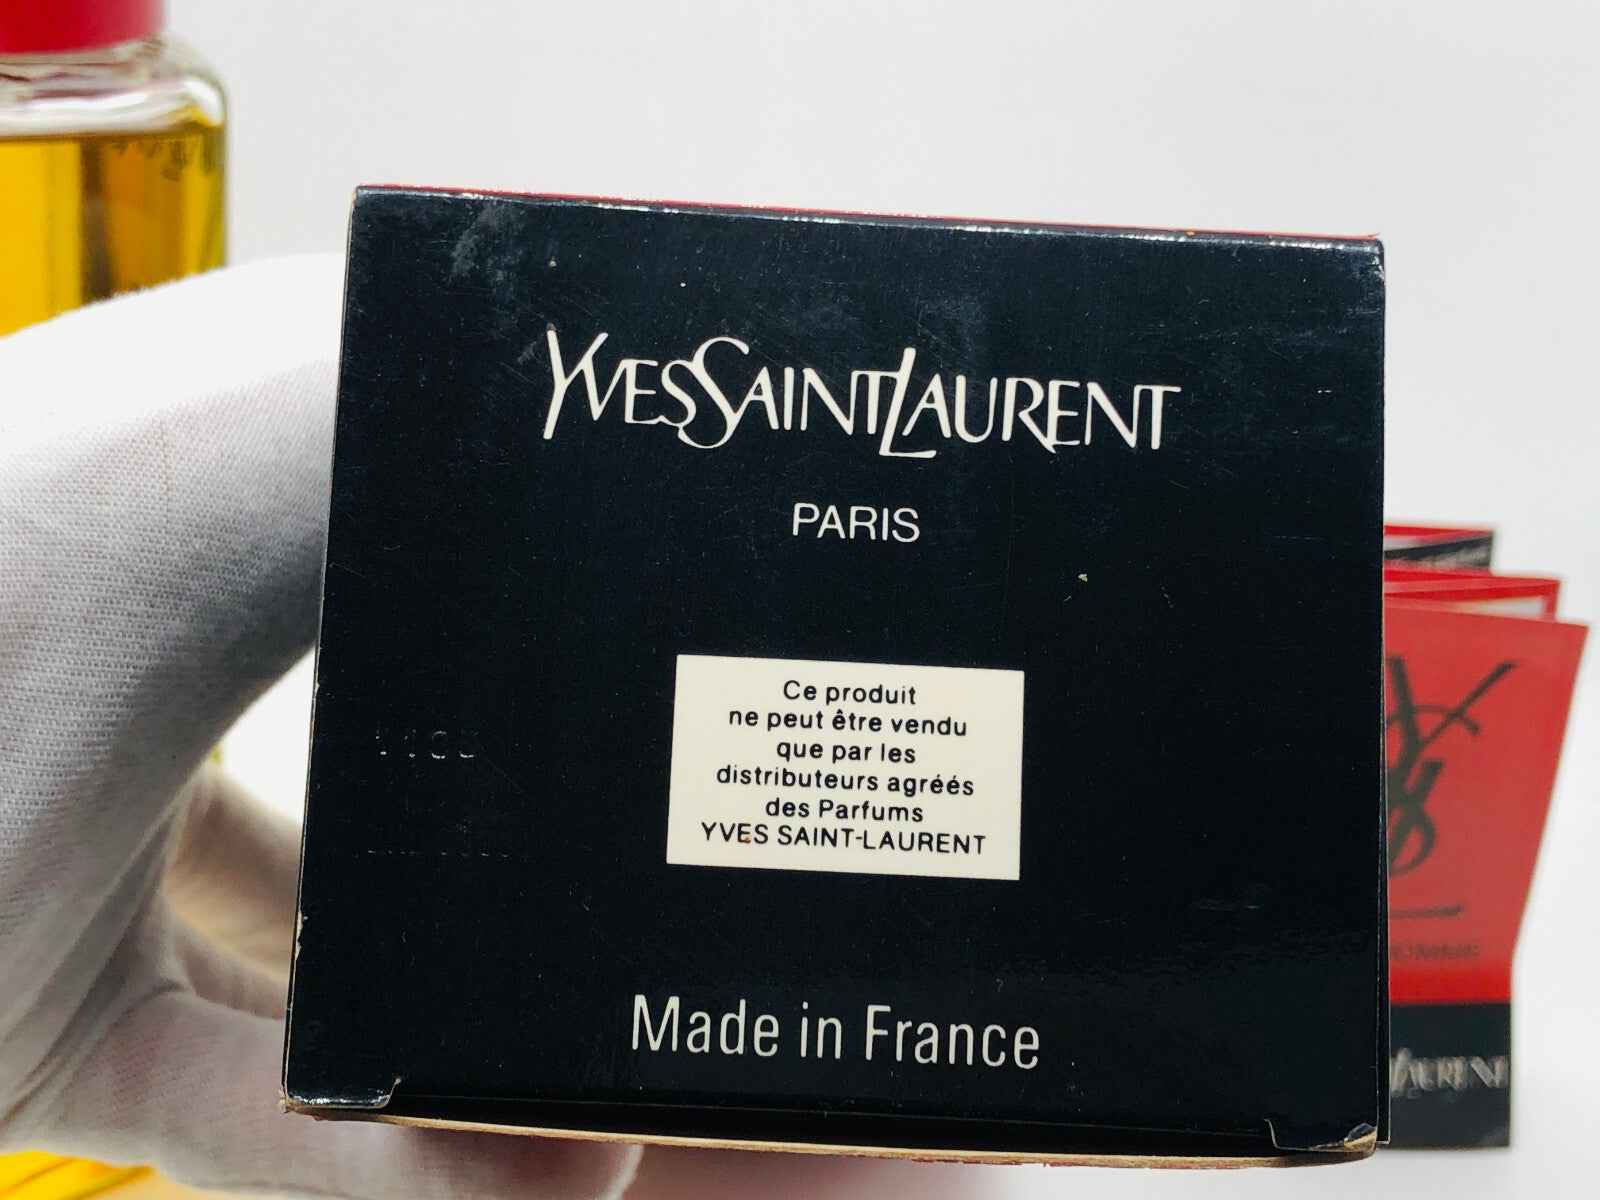 YVESSAINTLAURENT
PARIS
Ce produit
ne peut être vendu
que par les
distributeurs agréés
des Parfums
YVES SAINT-LAURENT
Made in France
LAURENT